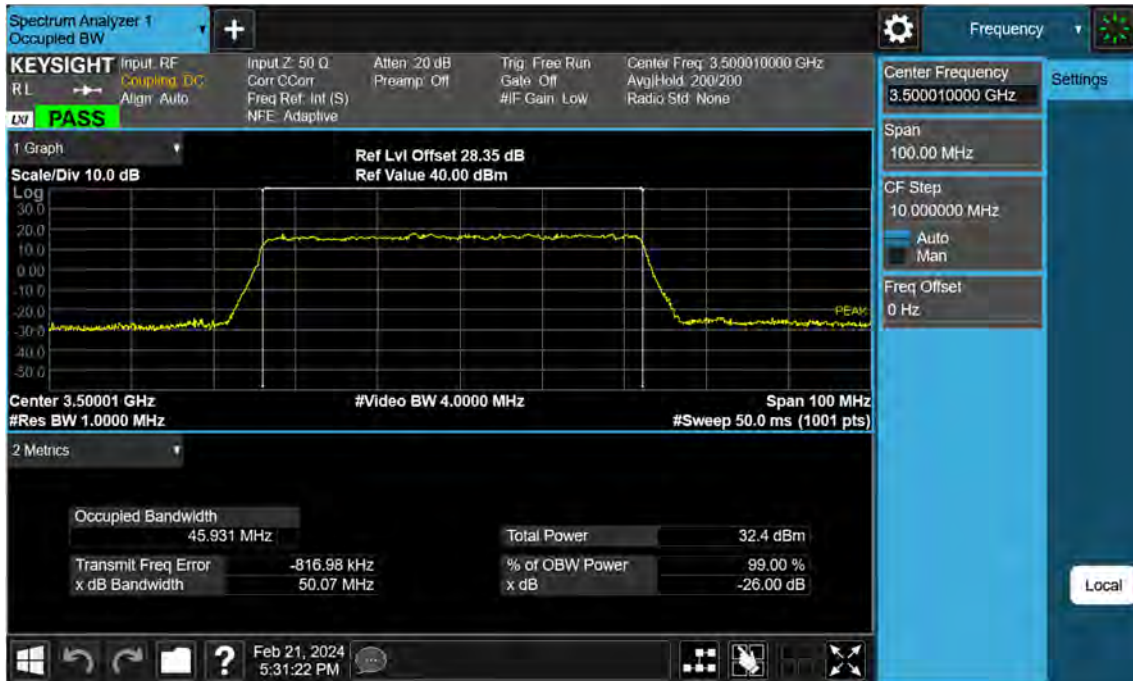 Spectrum Analyzer 1
Occupied BW
+
Frequency
KEYSIGHT
RL
LXI
PASS
Input: RF
Coupling: DC
Align: Auto
Input Z: 50 Ω
Corr CCorr
Freq Ref: Int (S)
NFE: Adaptive
Atten: 20 dB
Preamp: Off
Trig: Free Run
Gate: Off
#IF Gain: Low
Center Freq: 3.500010000 GHz
Avg|Hold: 200/200
Radio Std: None
Center Frequency
3.500010000 GHz
Span
100.00 MHz
CF Step
10.000000 MHz
Auto
Man
Freq Offset
0 Hz
Settings
Local
1 Graph
Scale/Div 10.0 dB
Ref Lvl Offset 28.35 dB
Ref Value 40.00 dBm
Log
30.0
20.0
10.0
0.00
-10.0
-20.0
-30.0
-40.0
-50.0
PEAK
Center 3.50001 GHz
#Res BW 1.0000 MHz
#Video BW 4.0000 MHz
Span 100 MHz
#Sweep 50.0 ms (1001 pts)
2 Metrics
Occupied Bandwidth
45.931 MHz
Transmit Freq Error -816.98 kHz
x dB Bandwidth 50.07 MHz
Total Power 32.4 dBm
% of OBW Power 99.00 %
x dB -26.00 dB
?
Feb 21, 2024
5:31:22 PM